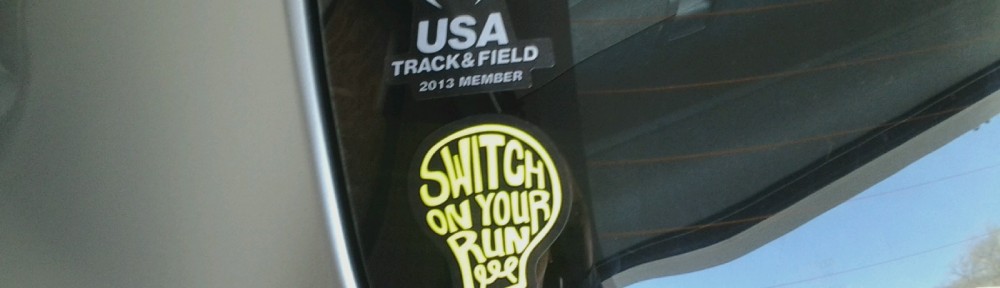 USA
TRACK & FIELD
2013 MEMBER
SWITCH
ON YOUR
RUN